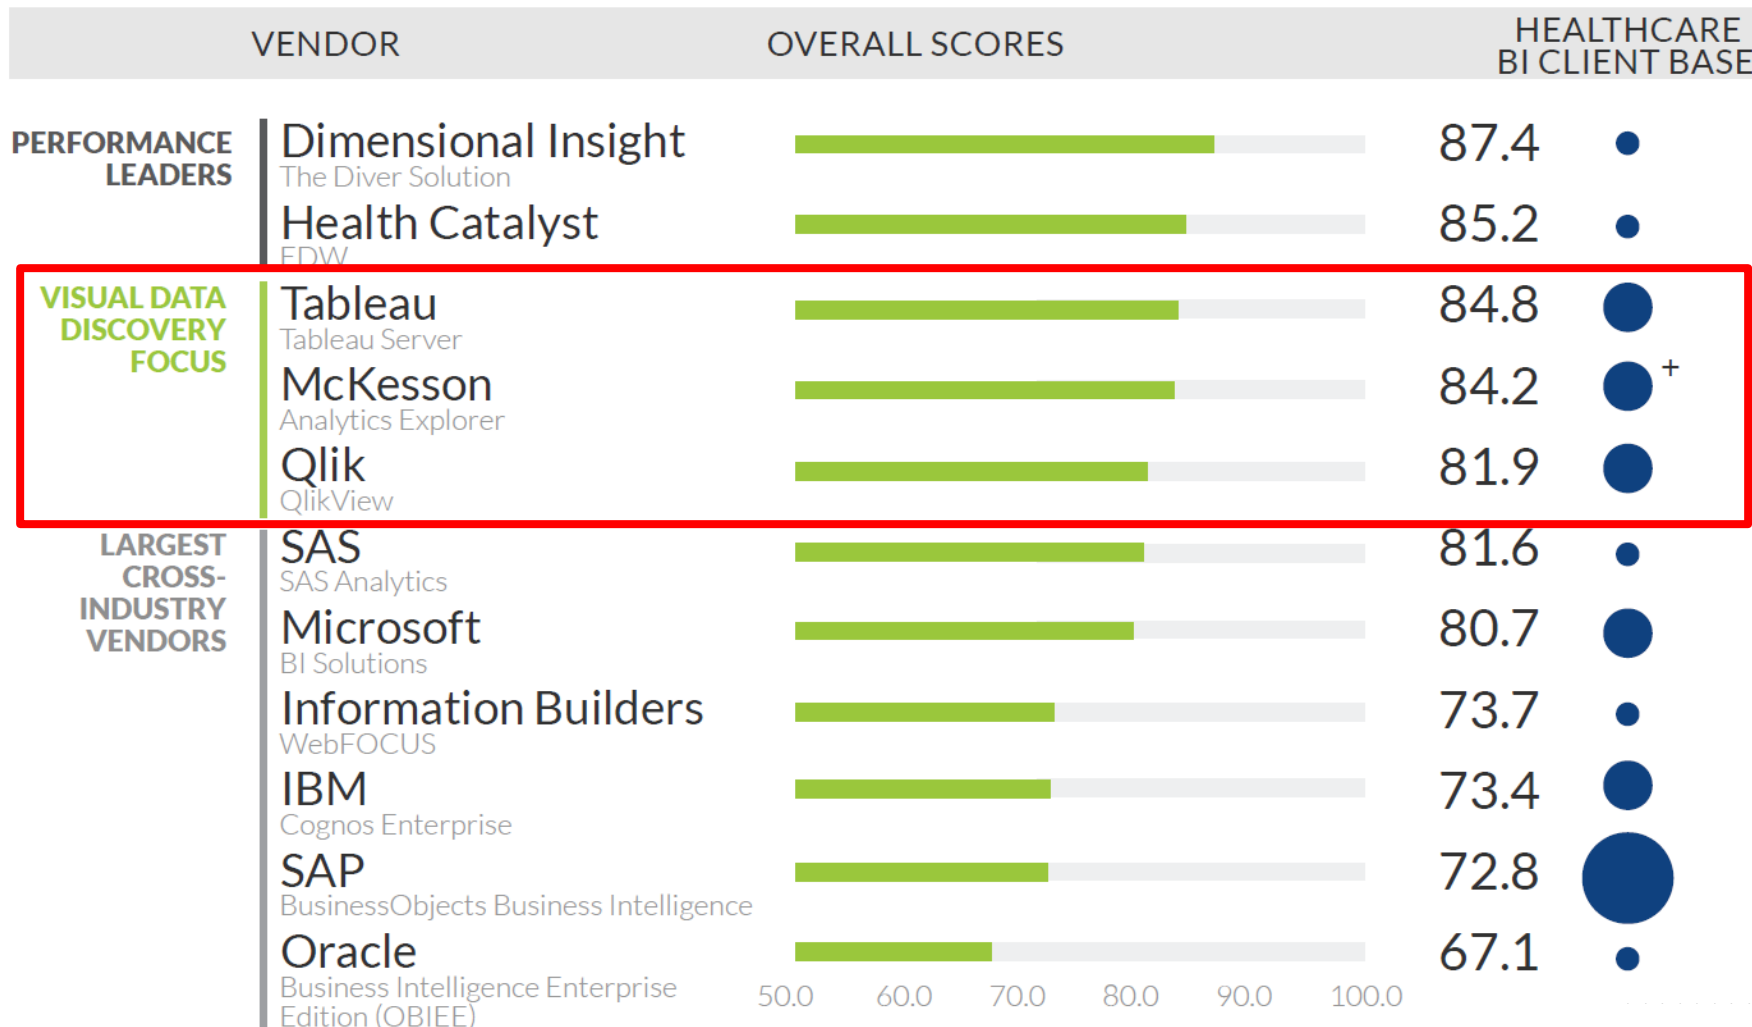 VENDOR
OVERALL SCORES
HEALTHCARE
BI CLIENT BASE
PERFORMANCE
LEADERS
Dimensional Insight
The Diver Solution
87.4
Health Catalyst
EDW
85.2
VISUAL DATA
DISCOVERY
FOCUS
Tableau
Tableau Server
84.8
McKesson
Analytics Explorer
84.2
+
Qlik
QlikView
81.9
LARGEST
CROSS-
INDUSTRY
VENDORS
SAS
SAS Analytics
81.6
Microsoft
BI Solutions
80.7
Information Builders
WebFOCUS
73.7
IBM
Cognos Enterprise
73.4
SAP
BusinessObjects Business Intelligence
72.8
Oracle
Business Intelligence Enterprise
Edition (OBIEE)
67.1
50.0 60.0 70.0 80.0 90.0 100.0